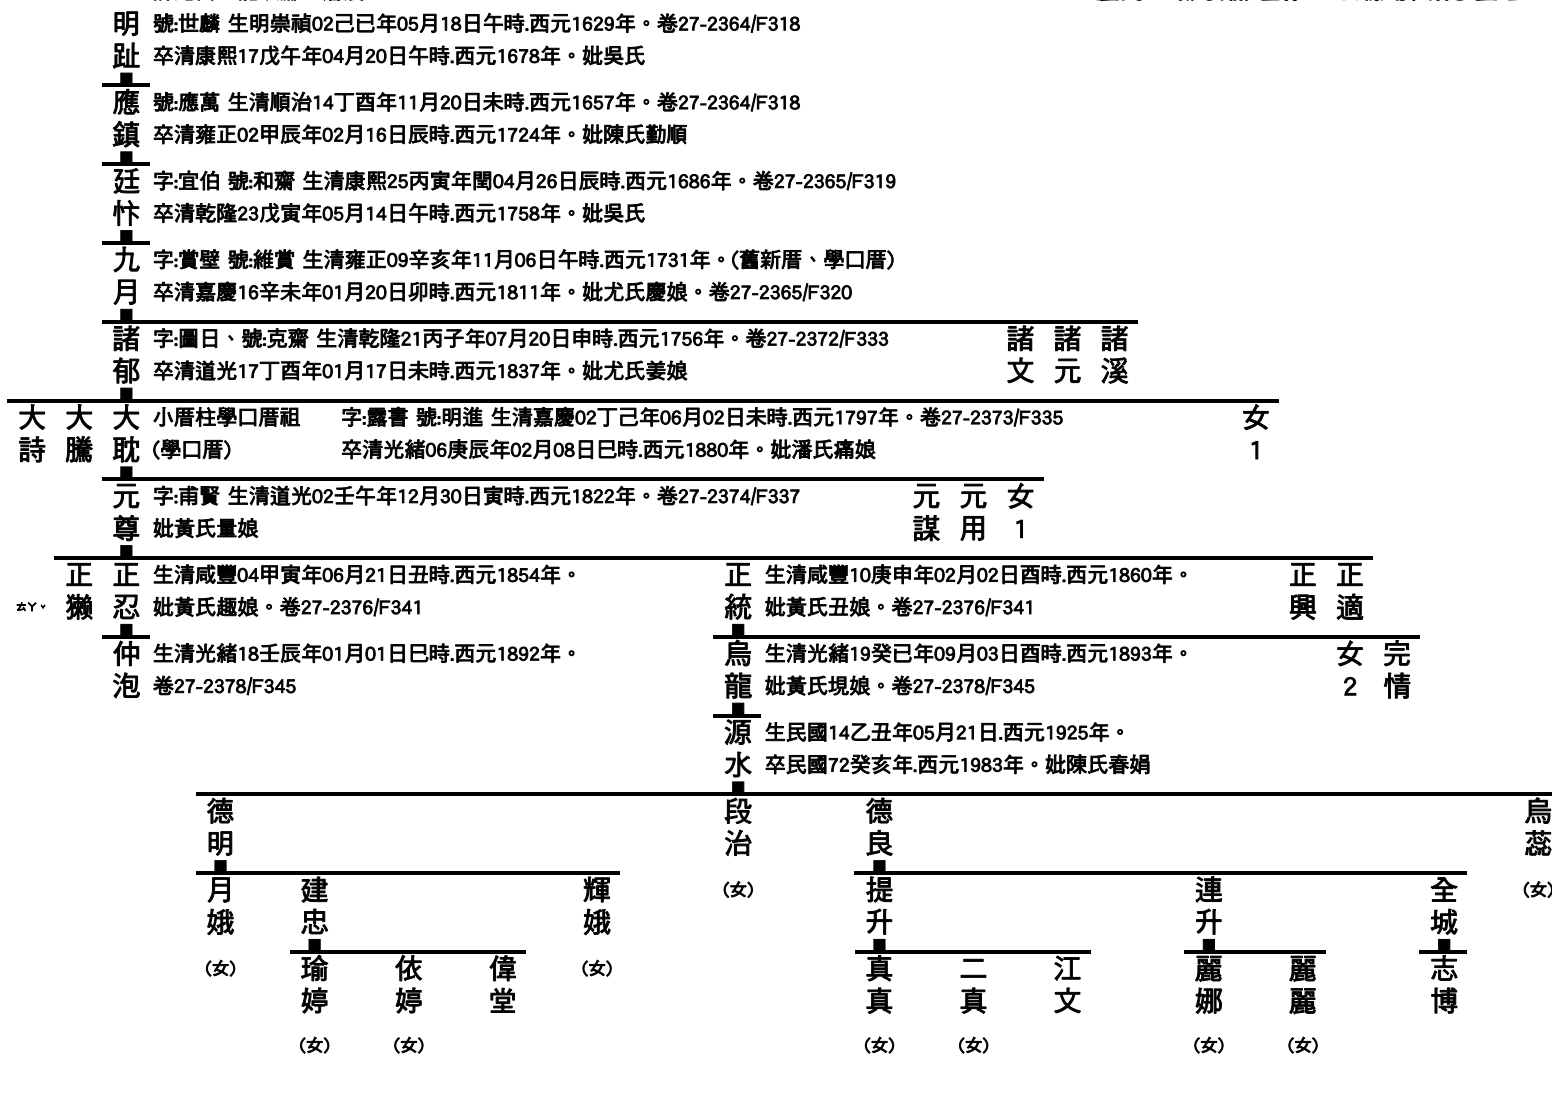 明趾 號:世麟 生明崇禎02己已年05月18日午時.西元1629年。卷27-2364/F318
卒清康熙17戊午年04月20日午時.西元1678年。妣吳氏
應鎮 號:應萬 生清順治14丁酉年11月20日未時.西元1657年。卷27-2364/F318
卒清雍正02甲辰年02月16日辰時.西元1724年。妣陳氏勤順
廷忭 字:宜伯 號:和齋 生清康熙25丙寅年閏04月26日辰時.西元1686年。卷27-2365/F319
卒清乾隆23戊寅年05月14日午時.西元1758年。妣吳氏
九月 字:賞璧 號:維賞 生清雍正09辛亥年11月06日午時.西元1731年。(舊新厝、學口厝)
卒清嘉慶16辛未年01月20日卯時.西元1811年。妣尤氏慶娘。卷27-2365/F320
諸郁 字:圖日、號:克齋 生清乾隆21丙子年07月20日申時.西元1756年。卷27-2372/F333 諸文 諸元 諸溪
卒清道光17丁酉年01月17日未時.西元1837年。妣尤氏姜娘
大詩 大騰 大耽 小厝柱學口厝祖 字:露書 號:明進 生清嘉慶02丁己年06月02日未時.西元1797年。卷27-2373/F335 女1
(學口厝) 卒清光緒06庚辰年02月08日巳時.西元1880年。妣潘氏痛娘
元尊 字:甫賢 生清道光02壬午年12月30日寅時.西元1822年。卷27-2374/F337 元謀 元用 女1
妣黃氏量娘
正獺 正忍 生清咸豐04甲寅年06月21日丑時.西元1854年。 正統 生清咸豐10庚申年02月02日酉時.西元1860年。 正興 正適
ㄊㄚˇ 妣黃氏趣娘。卷27-2376/F341 妣黃氏丑娘。卷27-2376/F341
仲泡 生清光緒18壬辰年01月01日巳時.西元1892年。 烏龍 生清光緒19癸已年09月03日酉時.西元1893年。 女2 完情
卷27-2378/F345 妣黃氏垷娘。卷27-2378/F345
源水 生民國14乙丑年05月21日.西元1925年。
卒民國72癸亥年.西元1983年。妣陳氏春娟
德明 段治 德良 烏蕊
(女) (女)
月娥 建忠 輝娥 提升 連升 全城
(女) (女)
瑜婷 依婷 偉堂 真真 二真 江文 麗娜 麗麗 志博
(女) (女) (女) (女) (女) (女)